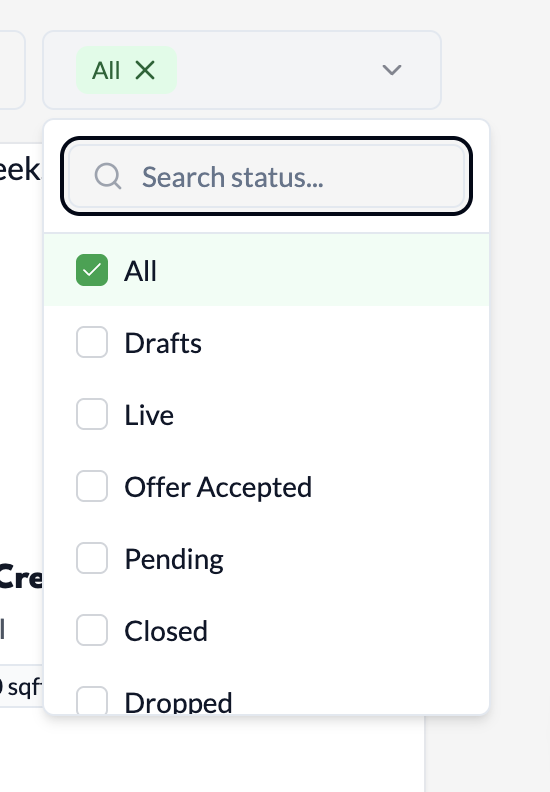 All
Search status...
All
Drafts
Live
Offer Accepted
Pending
Closed
Dropped
eek
Cre
sqf